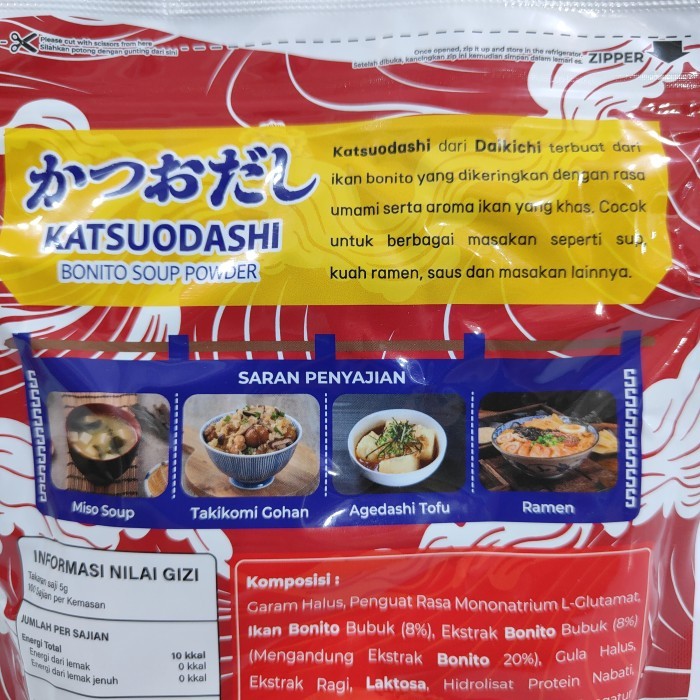 Please cut with scissors from here
Silahkan potong dengan gunting dari sini
Once opened, zip it up and store in the refrigerator.
Setelah dibuka, kencingkan zip ini kemudian simpan dalam lemari es.
ZIPPER
かつおだし
KATSUODASHI
BONITO SOUP POWDER
Katsuodashi dari Daikichi terbuat dari
ikan bonito yang dikeringkan dengan rasa
umami serta aroma ikan yang khas. Cocok
untuk berbagai masakan seperti sup,
kuah ramen, saus dan masakan lainnya.
SARAN PENYAJIAN
Miso Soup
Takikomi Gohan
Agedashi Tofu
Ramen
INFORMASI NILAI GIZI
Takaran saji 5g
Sajian per Kemasan
JUMLAH PER SAJIAN
Energi Total 10 kkal
Energi dari lemak 0 kkal
Energi dari lemak jenuh 0 kkal
Komposisi :
Garam Halus, Penguat Rasa Mononatrium L-Glutamat,
Ikan Bonito Bubuk (8%), Ekstrak Bonito Bubuk (8%)
(Mengandung Ekstrak Bonito 20%), Gula Halus,
Ekstrak Ragi, Laktosa, Hidrolisat Protein Nabati,